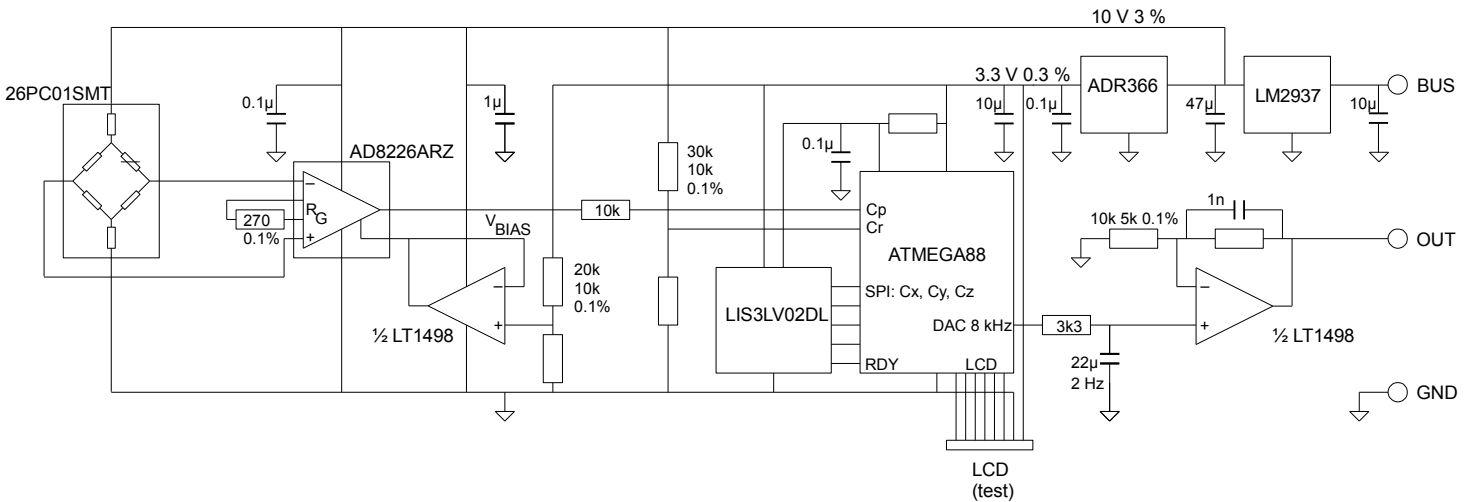 10 V 3 %
26PC01SMT
3.3 V 0.3 %
ADR366
LM2937
BUS
0.1µ
1µ
10µ
0.1µ
47µ
10µ
AD8226ARZ
0.1µ
30k
10k
0.1%
1n
10k 5k 0.1%
–
R
G
+
270
0.1%
10k
Cp
Cr
V
BIAS
OUT
ATMEGA88
20k
10k
0.1%
–
+
½ LT1498
LIS3LV02DL
SPI: Cx, Cy, Cz
DAC 8 kHz
3k3
–
+
½ LT1498
RDY
LCD
22µ
2 Hz
GND
LCD
(test)